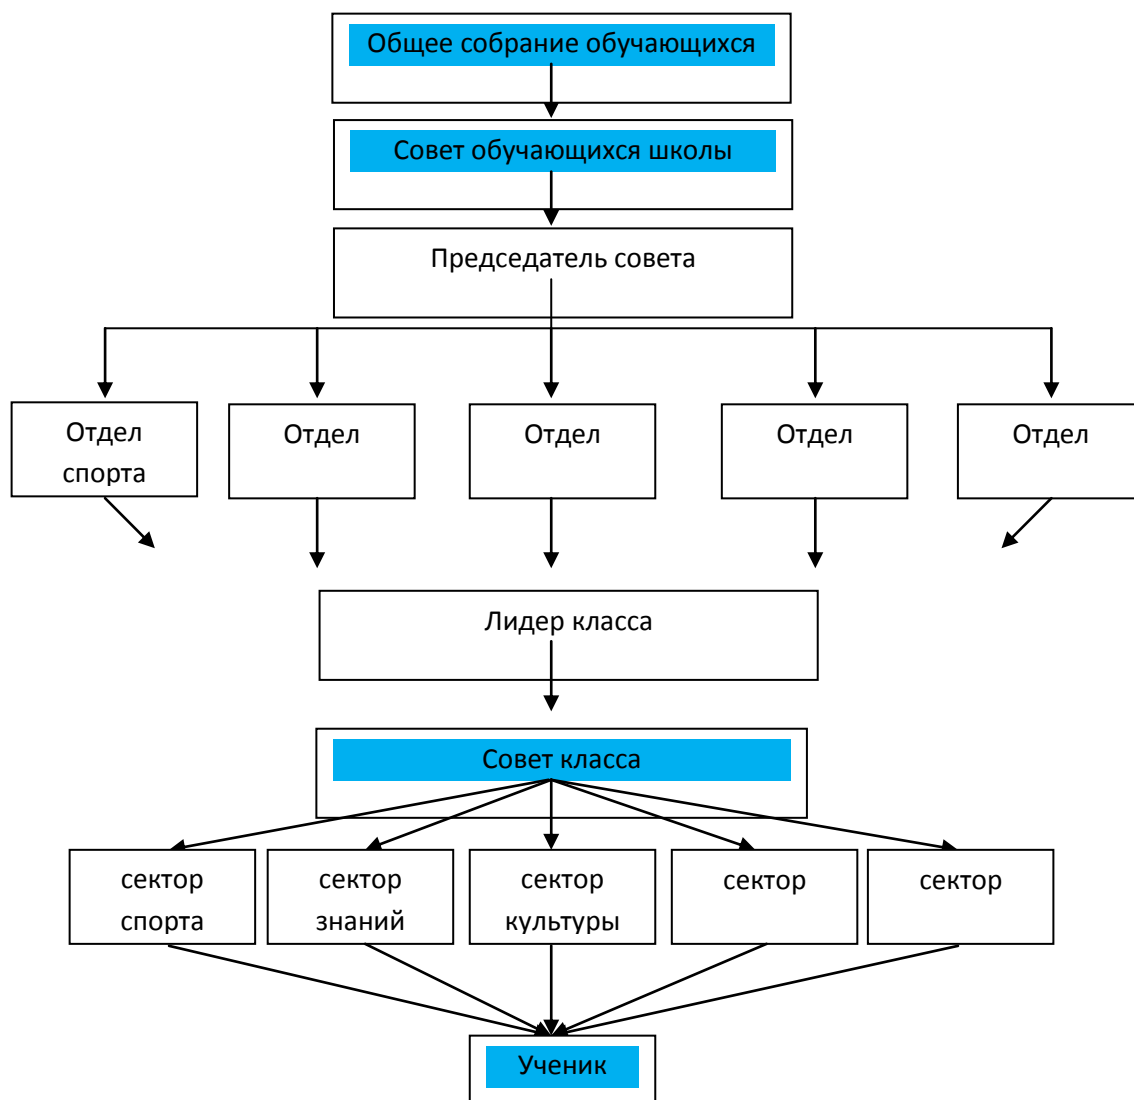 Общее собрание обучающихся
Совет обучающихся школы
Председатель совета
Отдел
спорта
Отдел
Отдел
Отдел
Отдел
Лидер класса
Совет класса
сектор
спорта
сектор
знаний
сектор
культуры
сектор
сектор
Ученик